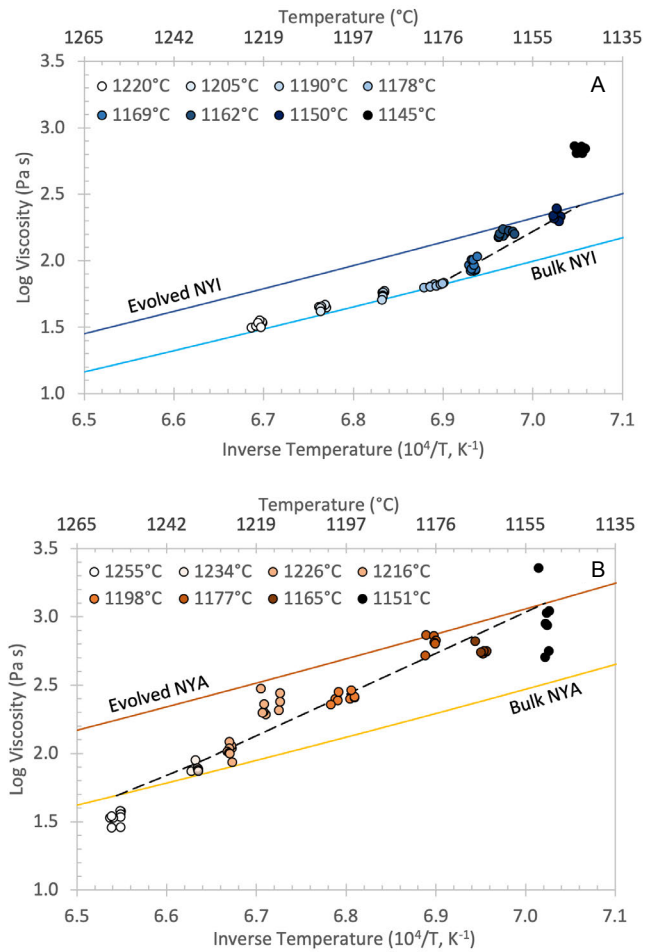 Temperature (°C)
1265 1242 1219 1197 1176 1155 1135
3.5
1220°C 1205°C 1190°C 1178°C A
1169°C 1162°C 1150°C 1145°C
3.0
2.5
2.0
1.5
1.0
Log Viscosity (Pa s)
Evolved NYI
Bulk NYI
6.5 6.6 6.7 6.8 6.9 7.0 7.1
Inverse Temperature (10⁴/T, K⁻¹)
Temperature (°C)
1265 1242 1219 1197 1176 1155 1135
3.5
1255°C 1234°C 1226°C 1216°C B
1198°C 1177°C 1165°C 1151°C
3.0
2.5
2.0
1.5
1.0
Log Viscosity (Pa s)
Evolved NYA
Bulk NYA
6.5 6.6 6.7 6.8 6.9 7.0 7.1
Inverse Temperature (10⁴/T, K⁻¹)